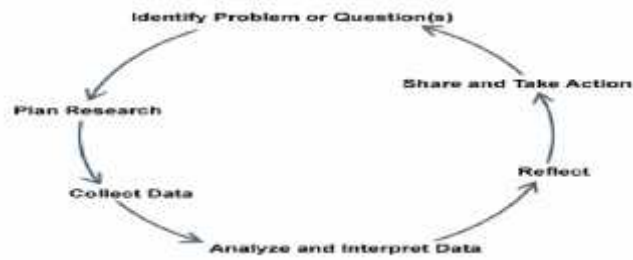 Identify Problem or Question(s)
Share and Take Action
Plan Research
Reflect
Collect Data
Analyze and Interpret Data